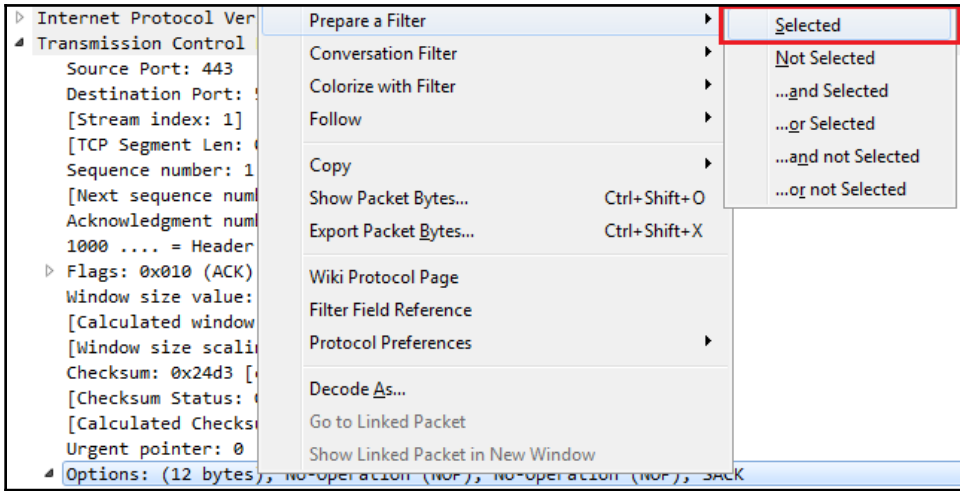 Internet Protocol Ver
Transmission Control
Source Port: 443
Destination Port:
[Stream index: 1]
[TCP Segment Len:
Sequence number: 1
[Next sequence num
Acknowledgment num
1000 .... = Header
Flags: 0x010 (ACK)
Window size value:
[Calculated window
[Window size scali
Checksum: 0x24d3 [
[Checksum Status:
[Calculated Checks
Urgent pointer: 0
Options: (12 bytes), No-Operation (NOP), No-Operation (NOP), SACK
Prepare a Filter
Conversation Filter
Colorize with Filter
Follow
Copy
Show Packet Bytes... Ctrl+Shift+O
Export Packet Bytes... Ctrl+Shift+X
Wiki Protocol Page
Filter Field Reference
Protocol Preferences
Decode As...
Go to Linked Packet
Show Linked Packet in New Window
Selected
Not Selected
...and Selected
...or Selected
...and not Selected
...or not Selected